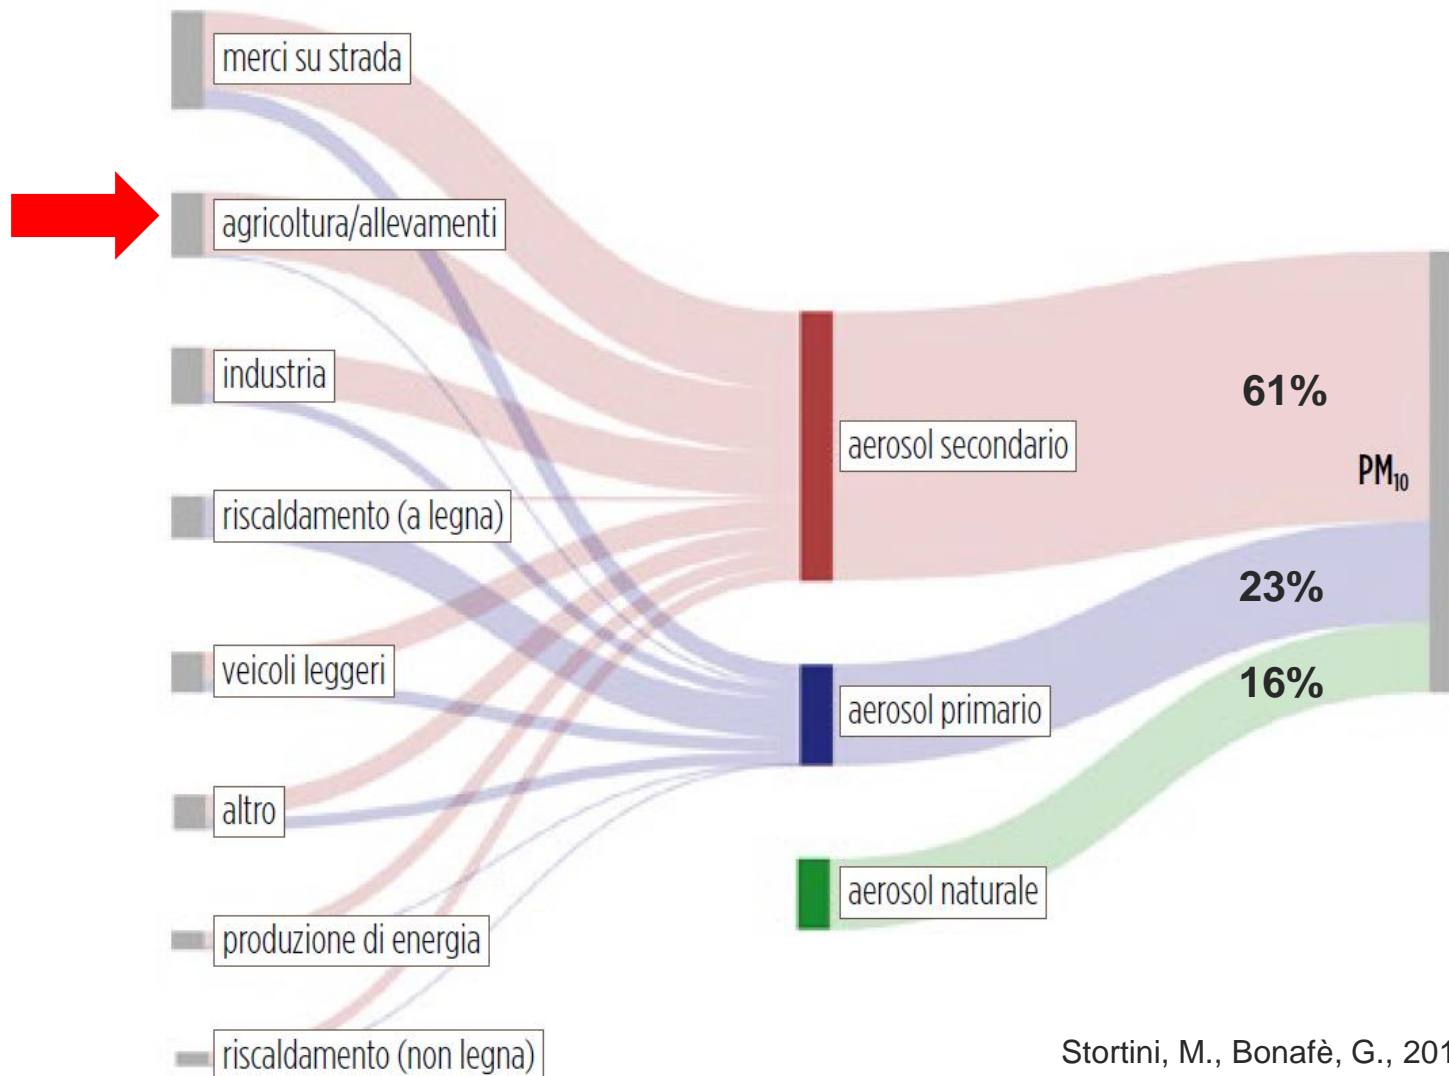 merci su strada
agricoltura/allevamenti
industria
riscaldamento (a legna)
veicoli leggeri
altro
produzione di energia
riscaldamento (non legna)
aerosol secondario
aerosol primario
aerosol naturale
61%
PM₁₀
23%
16%
Stortini, M., Bonafè, G., 201